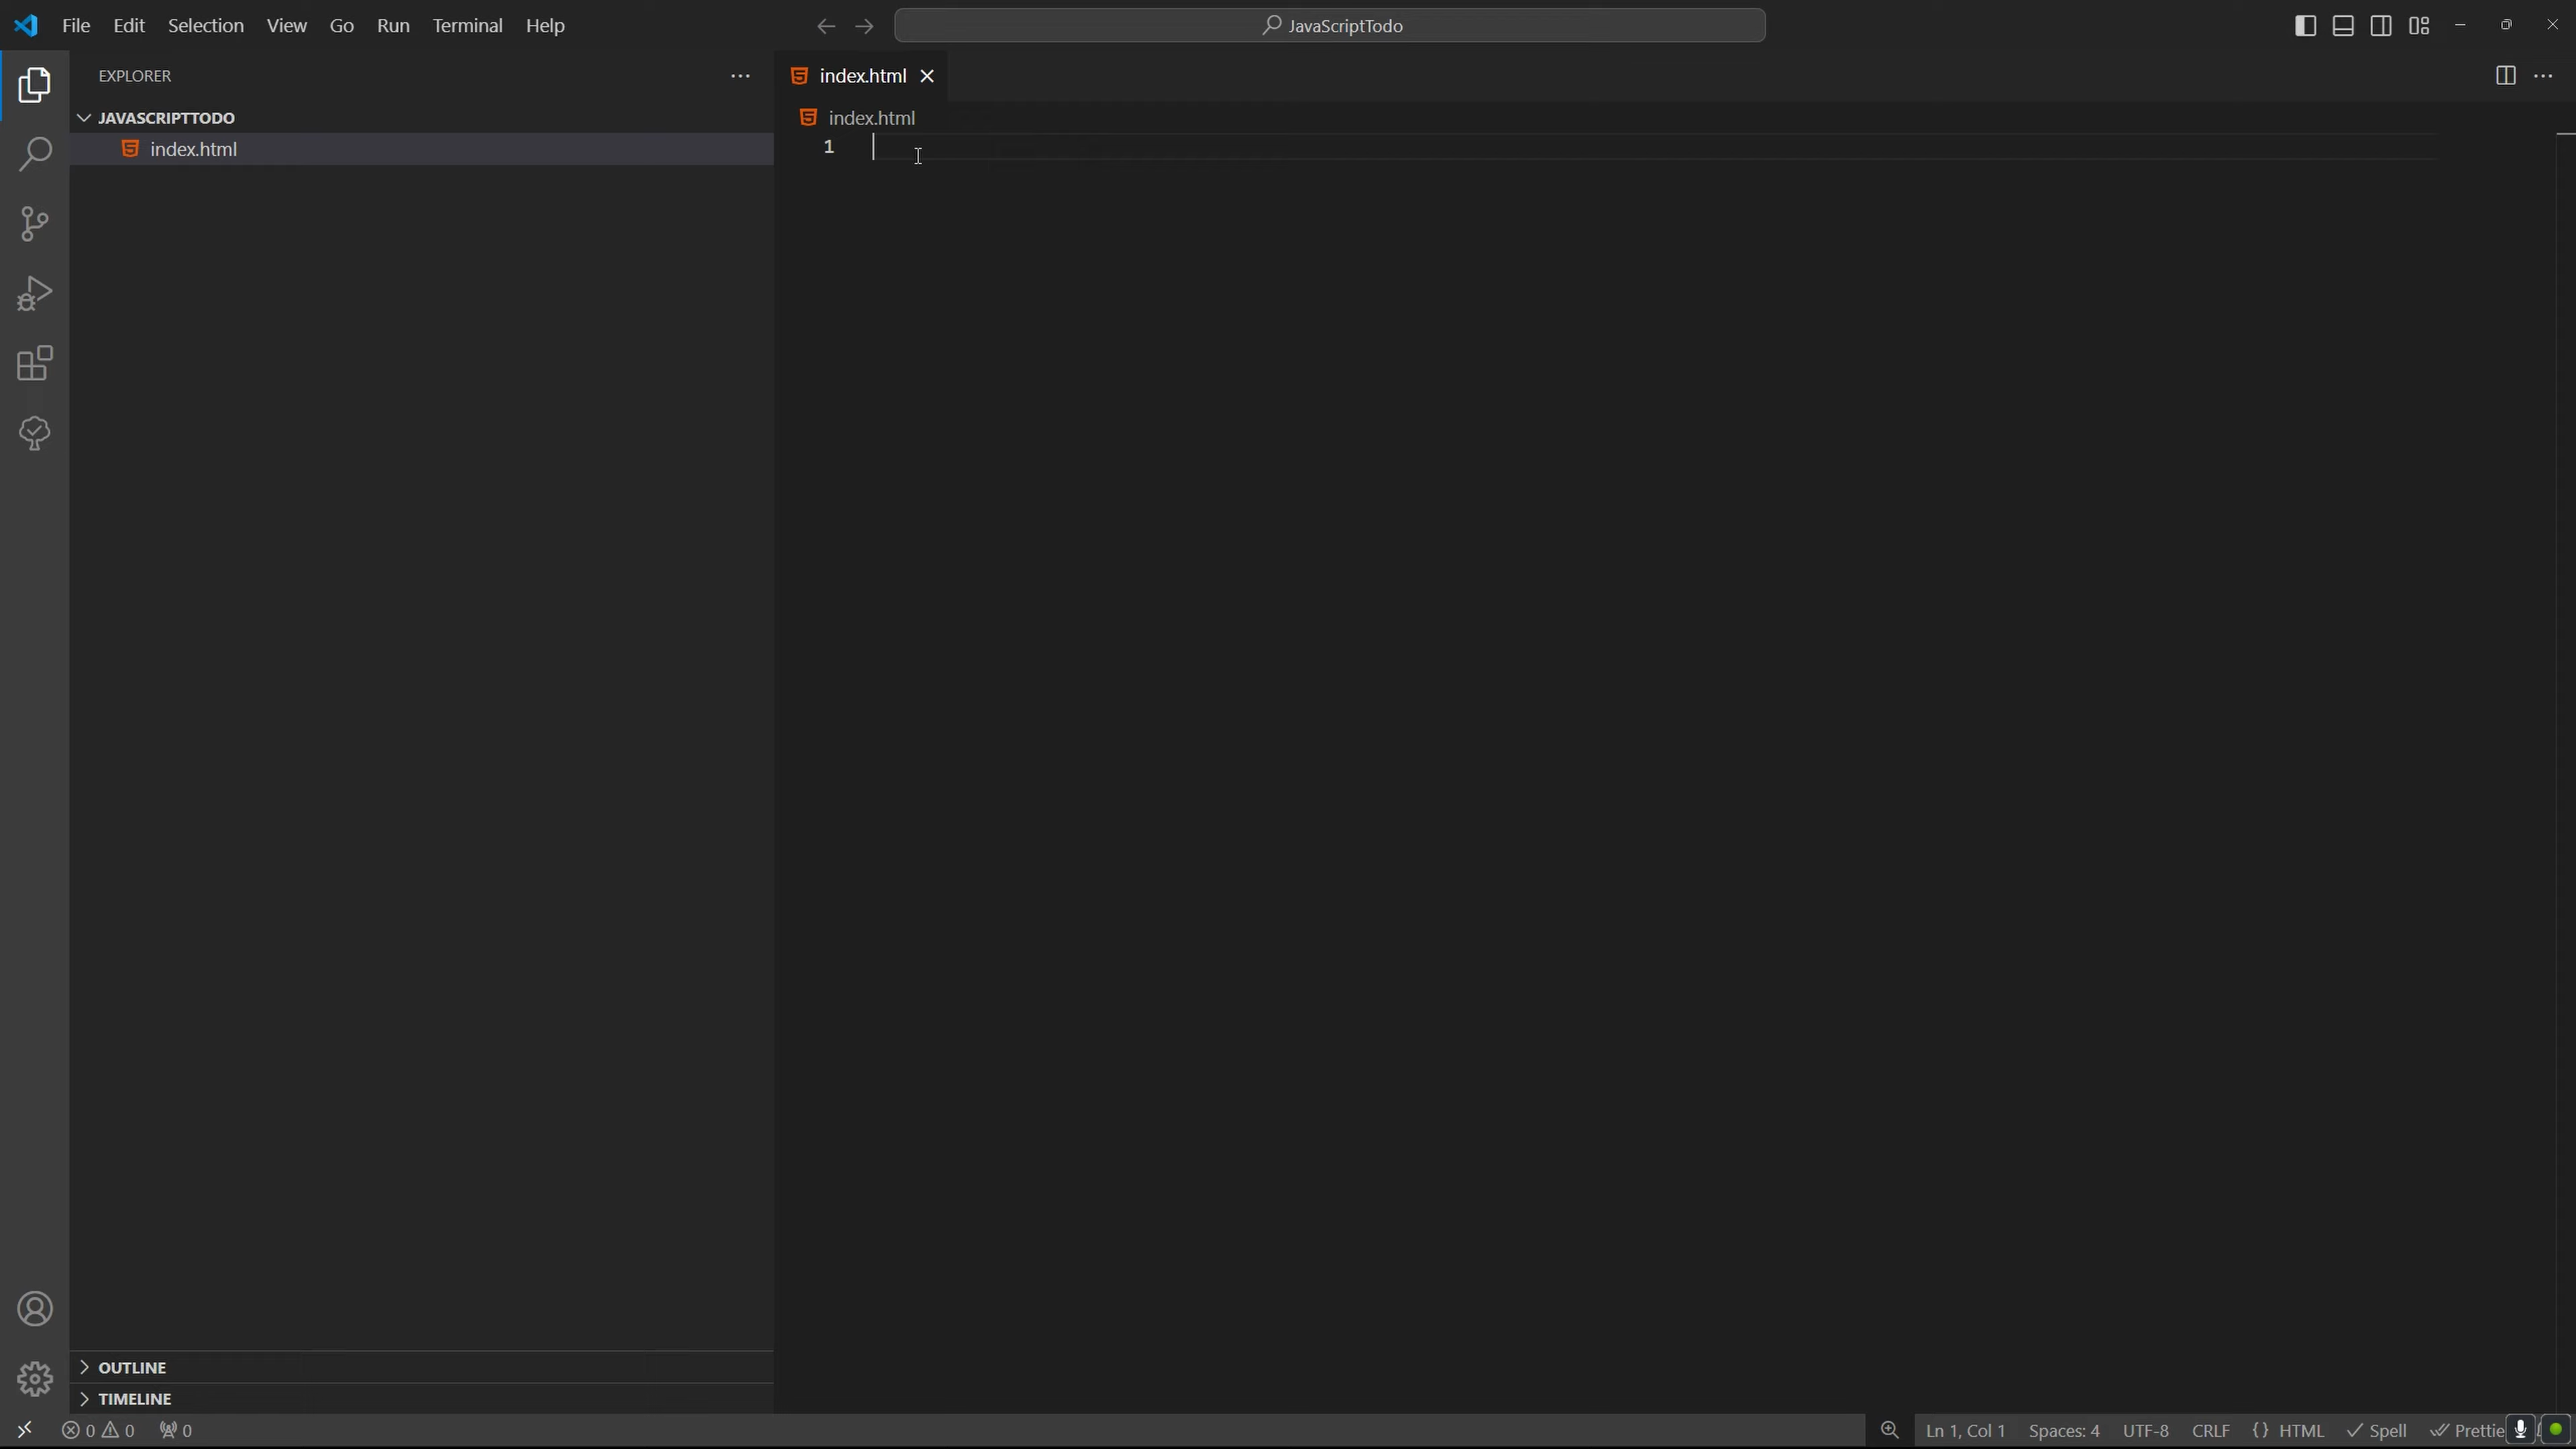 File Edit Selection View Go Run Terminal Help
JavaScriptTodo
EXPLORER
JAVASCRIPTTODO
index.html
index.html
index.html
1
OUTLINE
TIMELINE
0 0 0
Ln 1, Col 1 Spaces: 4 UTF-8 CRLF {} HTML Spell Prettie